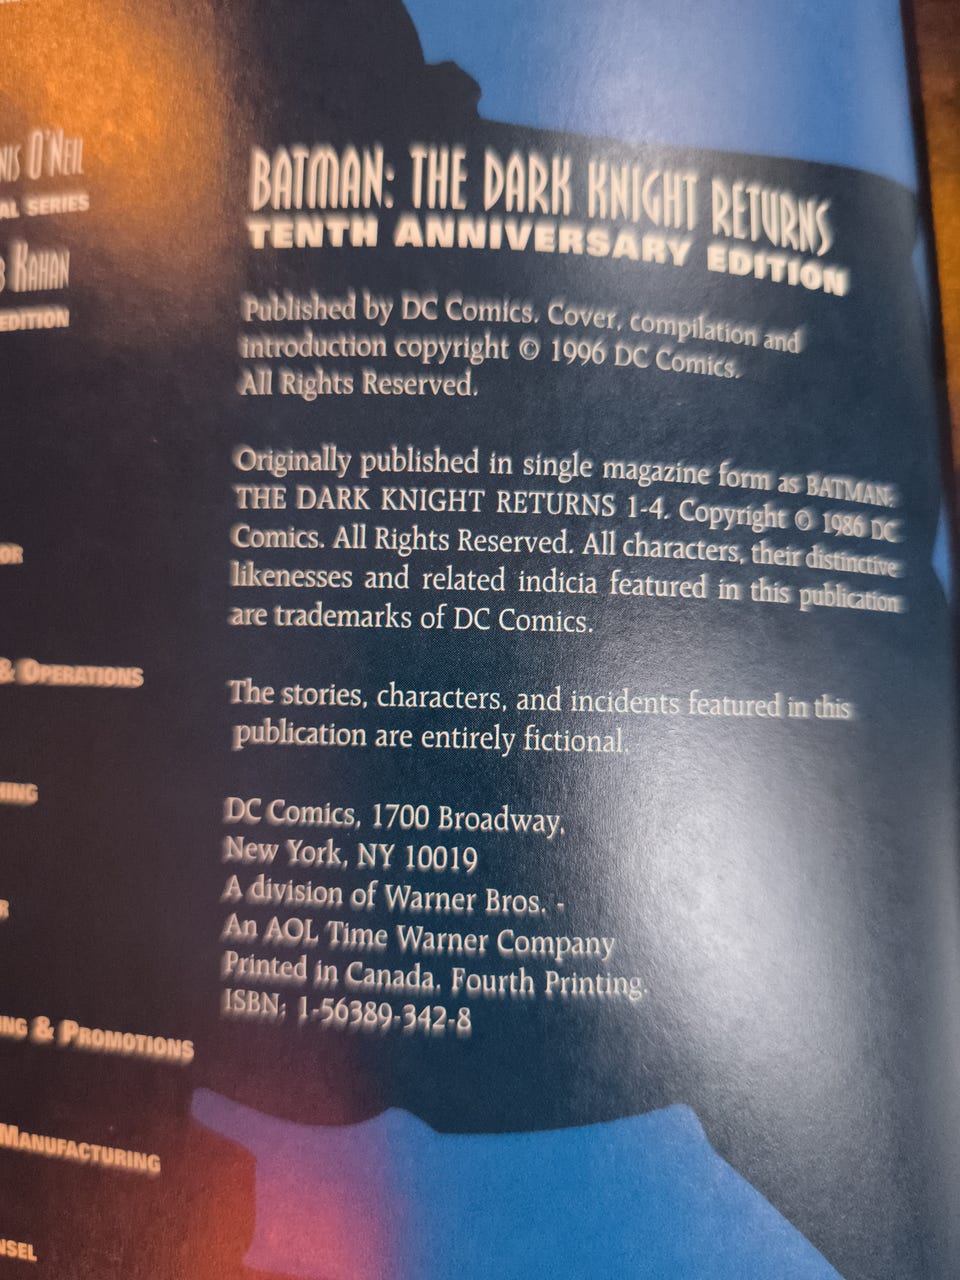 O'NEIL
SERIES
KAHAN
EDITION
& OPERATIONS
& PROMOTIONS
MANUFACTURING
BATMAN: THE DARK KNIGHT RETURNS
TENTH ANNIVERSARY EDITION
Published by DC Comics. Cover, compilation and
introduction copyright © 1996 DC Comics.
All Rights Reserved.
Originally published in single magazine form as BATMAN:
THE DARK KNIGHT RETURNS 1-4. Copyright © 1986 DC
Comics. All Rights Reserved. All characters, their distinctive
likenesses and related indicia featured in this publication
are trademarks of DC Comics.
The stories, characters, and incidents featured in this
publication are entirely fictional.
DC Comics, 1700 Broadway,
New York, NY 10019
A division of Warner Bros. -
An AOL Time Warner Company
Printed in Canada. Fourth Printing.
ISBN: 1-56389-342-8